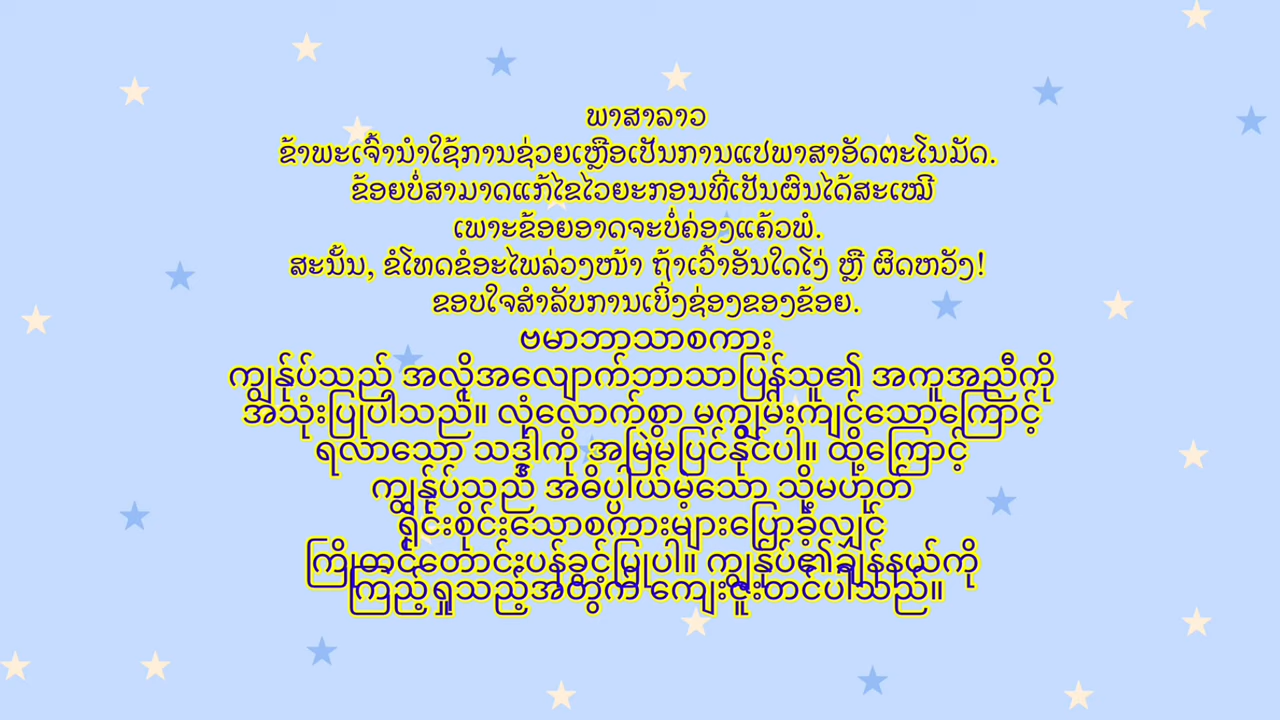 ພາສາລາວ
ຂ້າພະເຈົ້ານຳໃຊ້ການຊ່ວຍເຫຼືອເປັນການແປພາສາອັດຕະໂນມັດ.
ຂ້ອຍບໍ່ສາມາດແກ້ໄຂໄວຍະກອນທີ່ເປັນຜົນໄດ້ສະເໝີ
ເພາະຂ້ອຍອາດຈະບໍ່ຄ່ອງແຄ້ວພໍ.
ສະນັ້ນ, ຂໍໂທດຂໍອະໄພລ່ວງໜ້າ ຖ້າເວົ້າອັນໃດໂງ່ ຫຼື ຜິດຫວັງ!
ຂອບໃຈສຳລັບການເບິ່ງຊ່ອງຂອງຂ້ອຍ.
ဗမာဘာသာစကား
ကျွန်ုပ်သည် အလိုအလျောက်ဘာသာပြန်သူ၏ အကူအညီကို
အသုံးပြုပါသည်။ လုံလောက်စွာ မကျွမ်းကျင်သောကြောင့်
ရလာသော သဒ္ဒါကို အမြဲမပြင်နိုင်ပါ။ ထို့ကြောင့်
ကျွန်ုပ်သည် အဓိပ္ပါယ်မဲ့သော သို့မဟုတ်
ရိုင်းစိုင်းသောစကားများပြောခဲ့လျှင်
ကြိုတင်တောင်းပန်ခွင့်ပြုပါ။ ကျွန်ုပ်၏ချန်နယ်ကို
ကြည့်ရှုသည့်အတွက် ကျေးဇူးတင်ပါသည်။